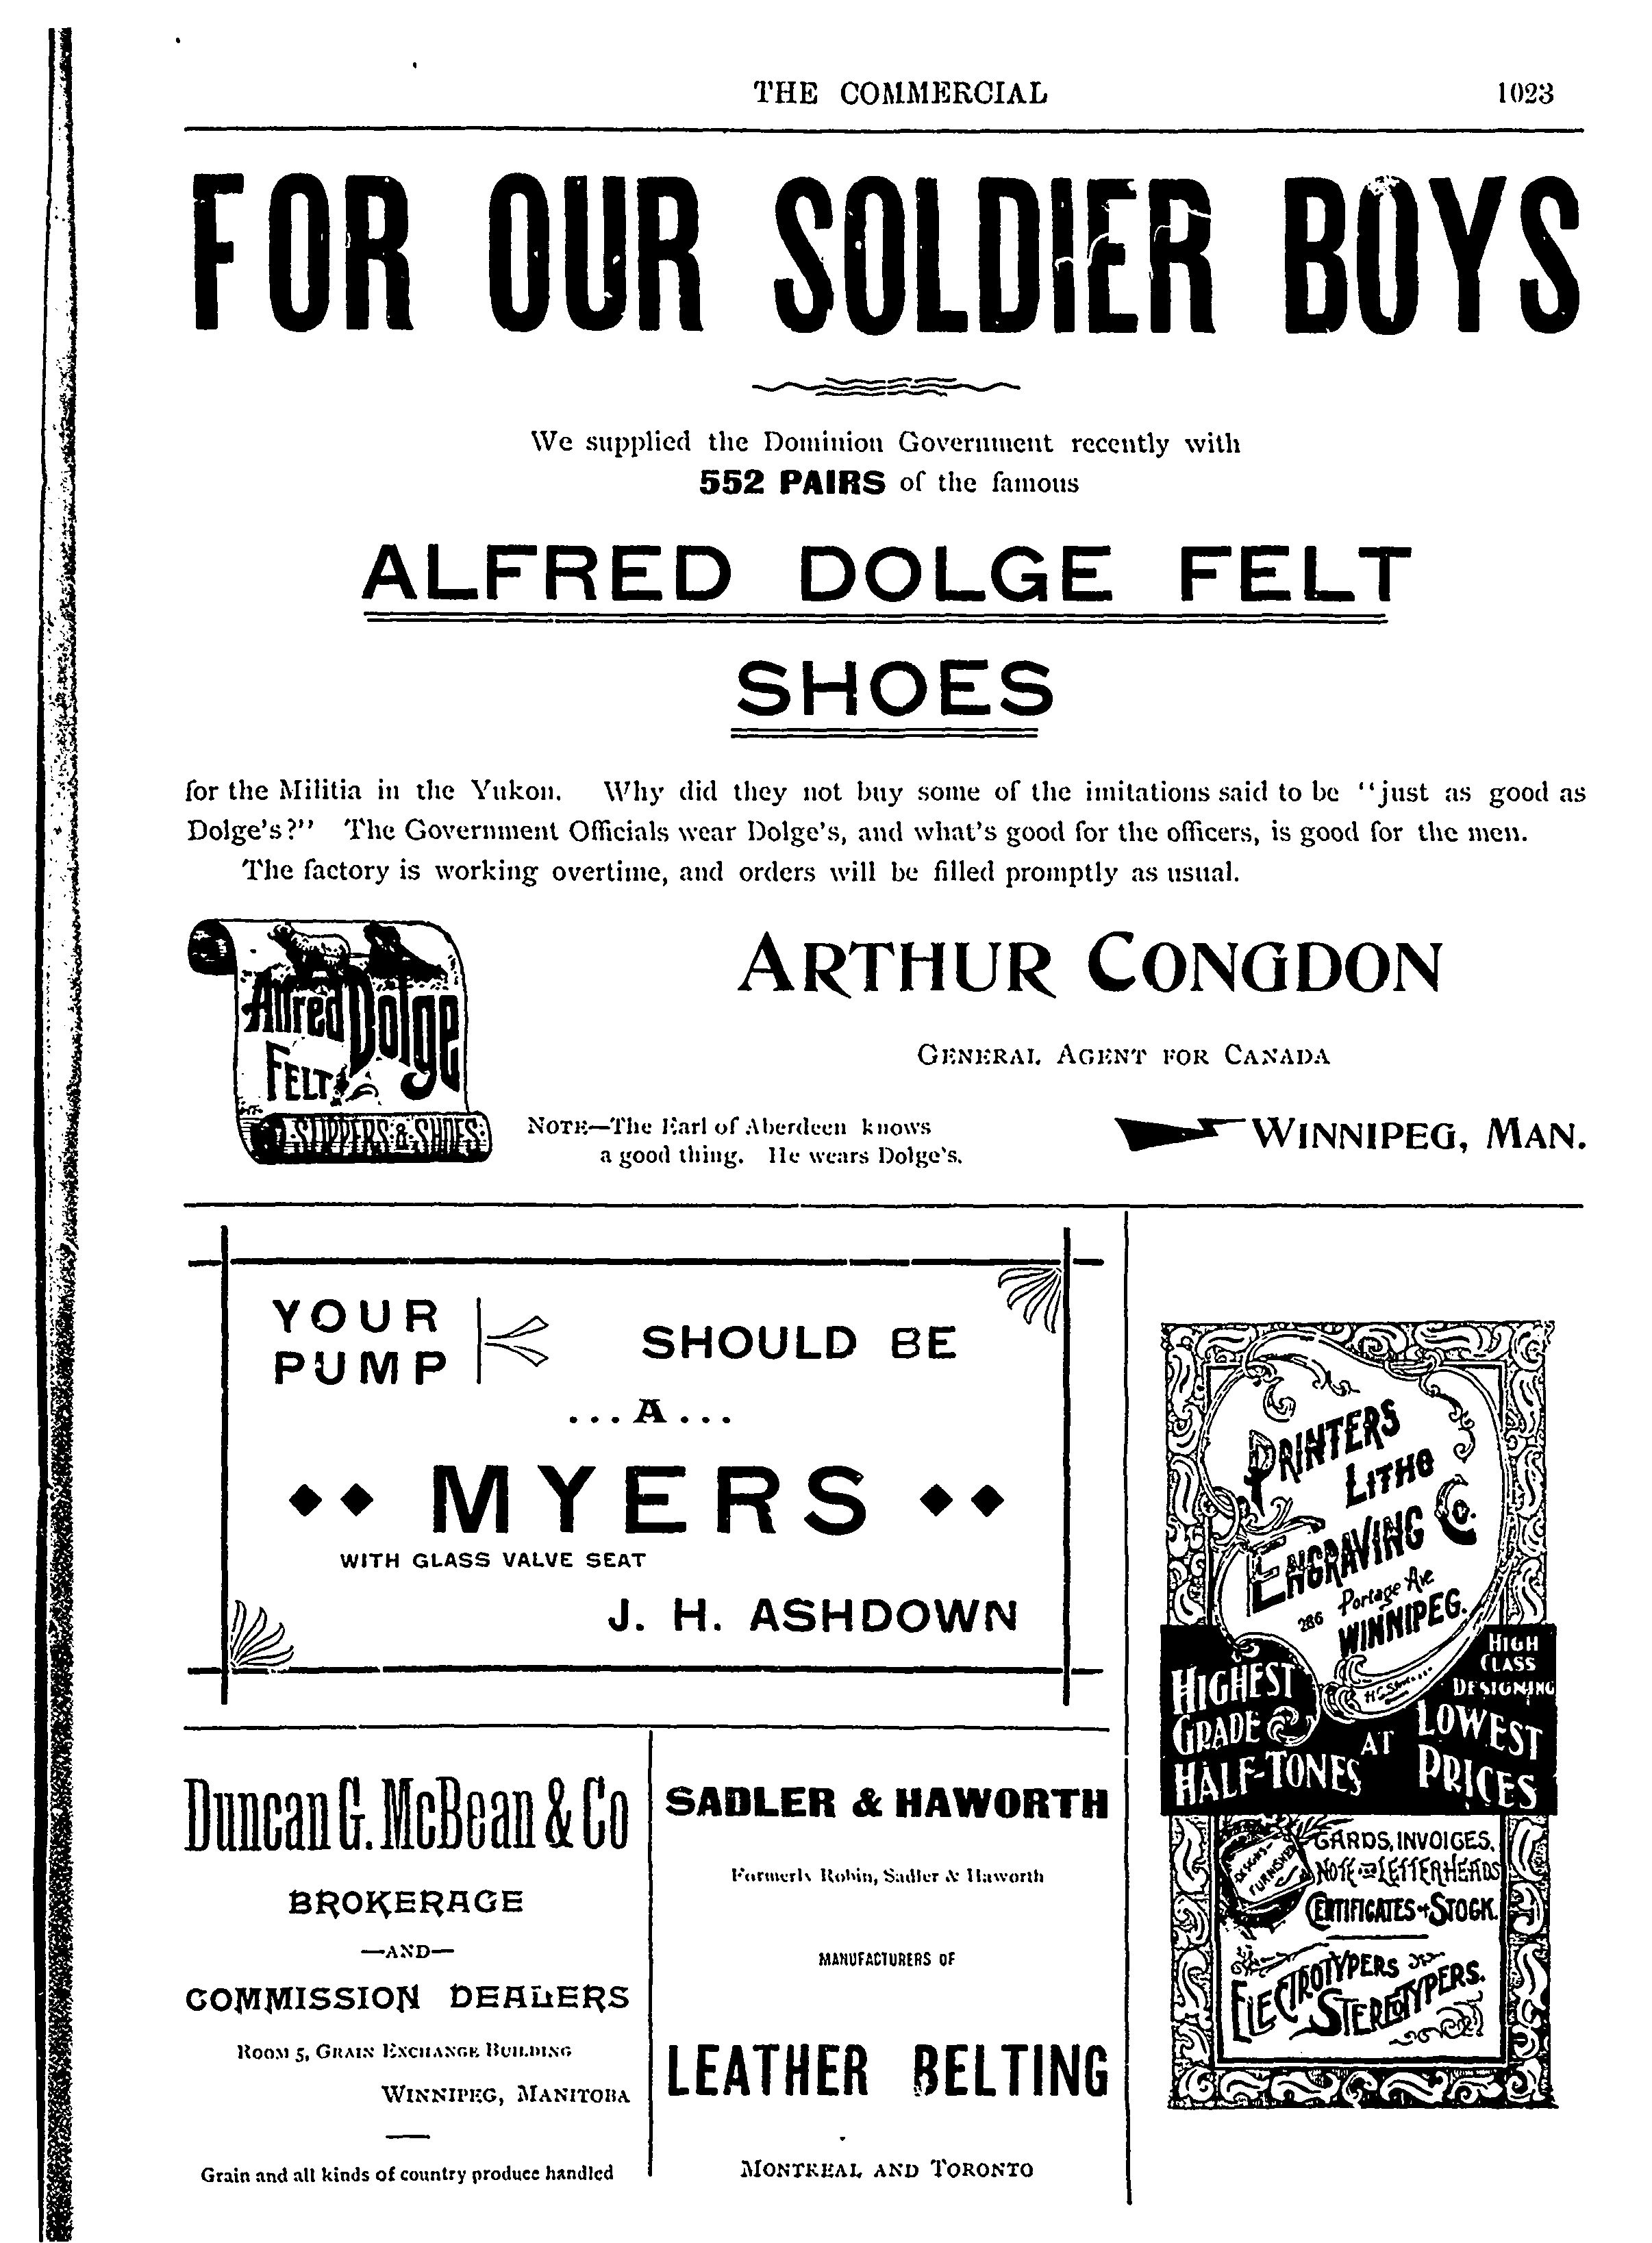 THE COMMERCIAL 1023
FOR OUR SOLDIER BOYS
We supplied the Dominion Government recently with
552 PAIRS of the famous
ALFRED DOLGE FELT
SHOES
for the Militia in the Yukon. Why did they not buy some of the imitations said to be "just as good as
Dolge's?" The Government Officials wear Dolge's, and what's good for the officers, is good for the men.
The factory is working overtime, and orders will be filled promptly as usual.
Alfred Dolge
FELT
SLIPPERS & SHOES
ARTHUR CONGDON
GENERAL AGENT FOR CANADA
NOTE—The Earl of Aberdeen knows
a good thing. He wears Dolge's.
WINNIPEG, MAN.
YOUR
PUMP
SHOULD BE
...A...
MYERS
WITH GLASS VALVE SEAT
J. H. ASHDOWN
Duncan G. McBean & Co
BROKERAGE
—AND—
COMMISSION DEALERS
ROOM 5, GRAIN EXCHANGE BUILDING
WINNIPEG, MANITOBA
Grain and all kinds of country produce handled
SADLER & HAWORTH
Formerly Robin, Sadler & Haworth
MANUFACTURERS OF
LEATHER BELTING
MONTREAL AND TORONTO
PRINTERS
LITHO
ENGRAVING Co.
286 Portage Ave
WINNIPEG.
HIGHEST
GRADE
HALF-TONES
AT
HIGH
CLASS
DESIGNING
LOWEST
PRICES
DESIGNS
FURNISHED
CARDS, INVOICES,
NOTE AND LETTERHEADS
CERTIFICATES OF STOCK.
ELECTROTYPERS
STEREOTYPERS.